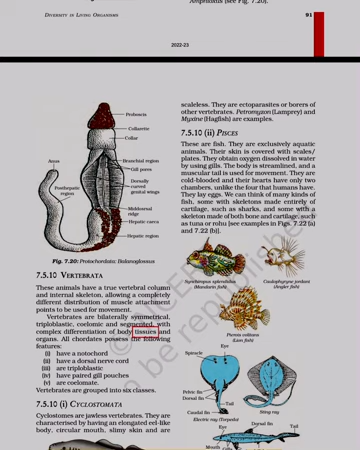 Amphioxus (see Fig. 7.20).
DIVERSITY IN LIVING ORGANISMS
91
2022-23
Proboscis
Collarette
Collar
Branchial region
Gill pores
Dorsally curved genital wings
Anus
Posthepatic region
Middorsal ridge
Hepatic caeca
Hepatic region
Fig. 7.20: Protochordata: Balanoglossus
7.5.10 VERTEBRATA
These animals have a true vertebral column
and internal skeleton, allowing a completely
different distribution of muscle attachment
points to be used for movement.
Vertebrates are bilaterally symmetrical,
triploblastic, coelomic and segmented, with
complex differentiation of body tissues and
organs. All chordates possess the following
features:
(i) have a notochord
(ii) have a dorsal nerve cord
(iii) are triploblastic
(iv) have paired gill pouches
(v) are coelomate.
Vertebrates are grouped into six classes.
7.5.10 (i) CYCLOSTOMATA
Cyclostomes are jawless vertebrates. They are
characterised by having an elongated eel-like
body, circular mouth, slimy skin and are
scaleless. They are ectoparasites or borers of
other vertebrates. Petromyzon (Lamprey) and
Myxine (Hagfish) are examples.
7.5.10 (ii) PISCES
These are fish. They are exclusively aquatic
animals. Their skin is covered with scales/
plates. They obtain oxygen dissolved in water
by using gills. The body is streamlined, and a
muscular tail is used for movement. They are
cold-blooded and their hearts have only two
chambers, unlike the four that humans have.
They lay eggs. We can think of many kinds of
fish, some with skeletons made entirely of
cartilage, such as sharks, and some with a
skeleton made of both bone and cartilage, such
as tuna or rohu [see examples in Figs. 7.22 (a)
and 7.22 (b)].
Synchiropus splendidus
(Mandarin fish)
Caulophyryne jordani
(Angler fish)
Pterois volitans
(Lion fish)
Eye
Spiracle
Pelvic fin
Dorsal fin
Tail
Caudal fin
Electric ray (Torpedo)
Sting ray
Eye
Dorsal fin
Tail
Mouth